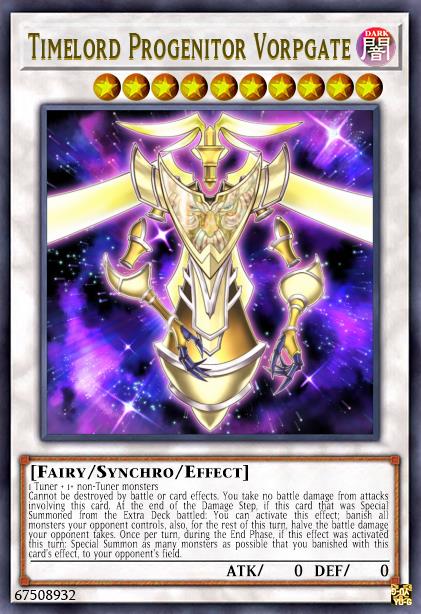 TIMELORD PROGENITOR VORPGATE
DARK
闇
[FAIRY/SYNCHRO/EFFECT]
1 Tuner + 1+ non-Tuner monsters
Cannot be destroyed by battle or card effects. You take no battle damage from attacks
involving this card. At the end of the Damage Step, if this card that was Special
Summoned from the Extra Deck battled: You can activate this effect; banish all
monsters your opponent controls, also, for the rest of this turn, halve the battle damage
your opponent takes. Once per turn, during the End Phase, if this effect was activated
this turn: Special Summon as many monsters as possible that you banished with this
card's effect, to your opponent's field.
ATK/ 0 DEF/ 0
67508932